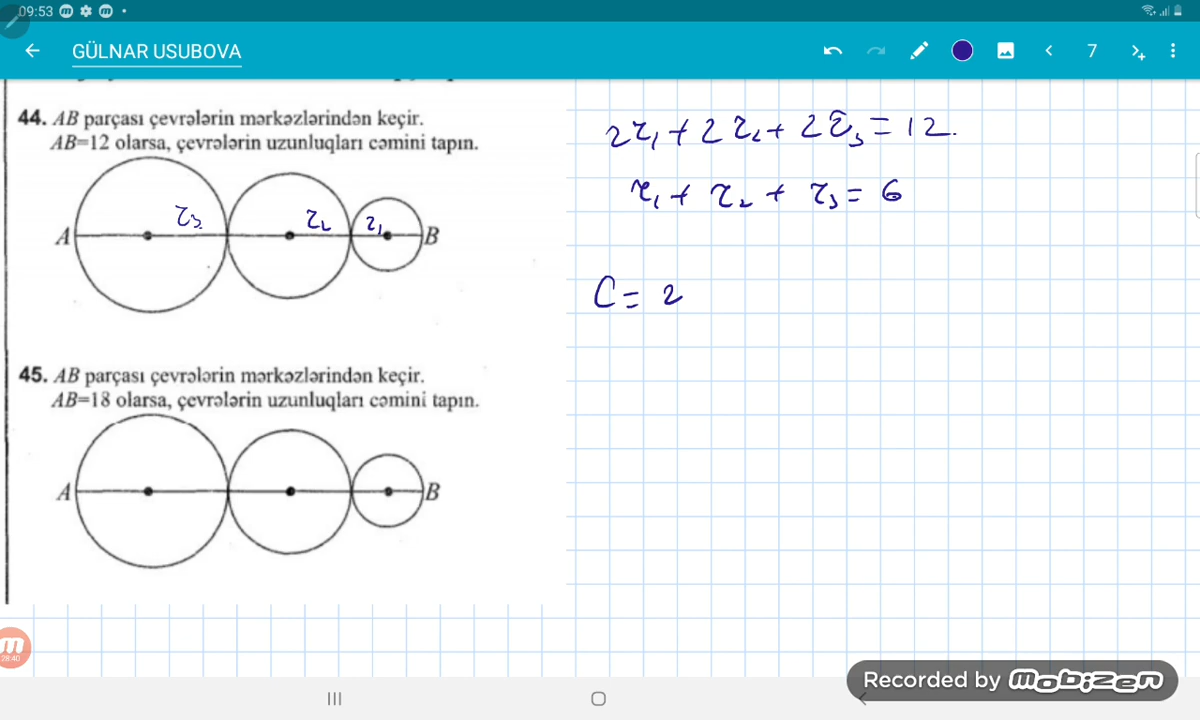 09:53
GÜLNAR USUBOVA
7
44. AB parçası çevrələrin mərkəzlərindən keçir.
AB=12 olarsa, çevrələrin uzunluqları cəmini tapın.
A r₃ r₂ r₁ B
45. AB parçası çevrələrin mərkəzlərindən keçir.
AB=18 olarsa, çevrələrin uzunluqları cəmini tapın.
A B
2r₁ + 2r₂ + 2r₃ = 12.
r₁ + r₂ + r₃ = 6
C = 2
28:40
Recorded by mobizen